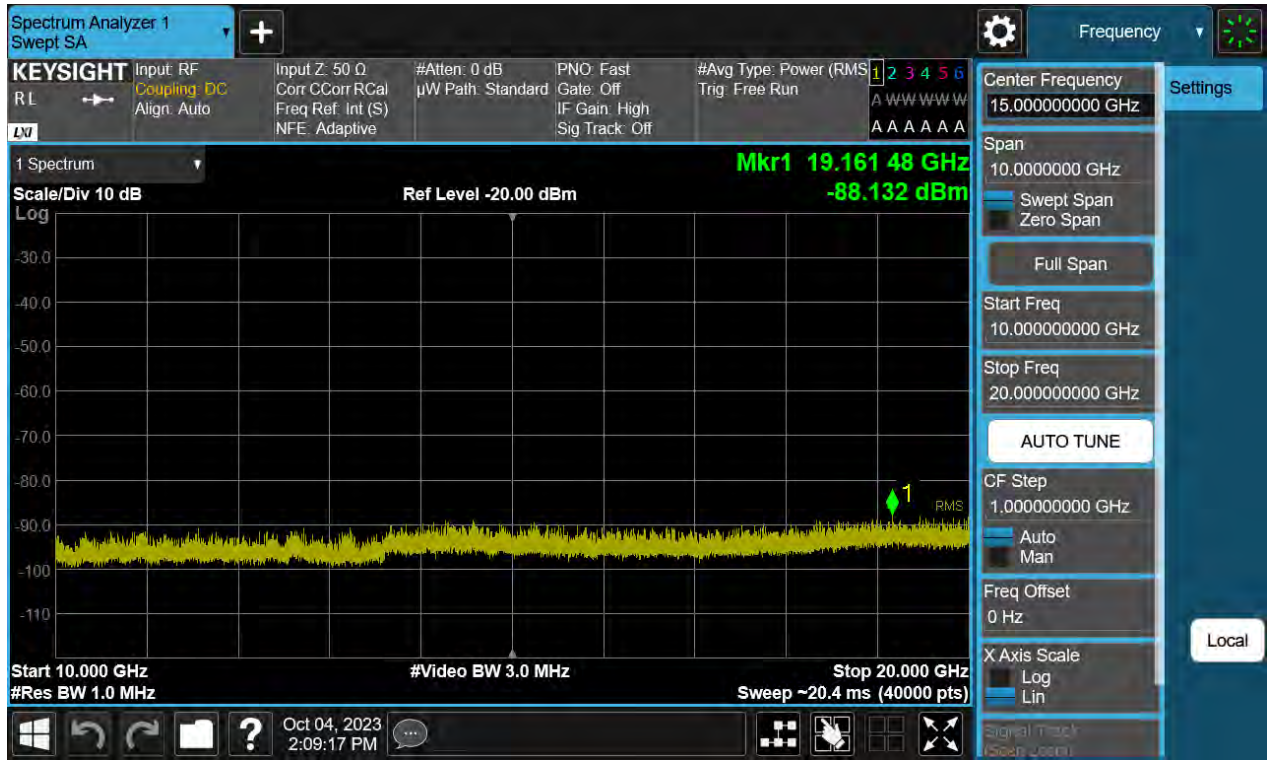 Spectrum Analyzer 1
Swept SA
Frequency
KEYSIGHT
RL
LXI
Input: RF
Coupling: DC
Align: Auto
Input Z: 50 Ω
Corr CCorr RCal
Freq Ref: Int (S)
NFE: Adaptive
#Atten: 0 dB
µW Path: Standard
PNO: Fast
Gate: Off
IF Gain: High
Sig Track: Off
#Avg Type: Power (RMS
Trig: Free Run
1 2 3 4 5 6
A W W W W W
A A A A A A
1 Spectrum
Scale/Div 10 dB
Ref Level -20.00 dBm
Mkr1 19.161 48 GHz
-88.132 dBm
Log
-30.0
-40.0
-50.0
-60.0
-70.0
-80.0
-90.0
-100
-110
1
RMS
Start 10.000 GHz
#Video BW 3.0 MHz
Stop 20.000 GHz
#Res BW 1.0 MHz
Sweep ~20.4 ms (40000 pts)
?
Oct 04, 2023
2:09:17 PM
Center Frequency
15.000000000 GHz
Settings
Span
10.0000000 GHz
Swept Span
Zero Span
Full Span
Start Freq
10.000000000 GHz
Stop Freq
20.000000000 GHz
AUTO TUNE
CF Step
1.000000000 GHz
Auto
Man
Freq Offset
0 Hz
X Axis Scale
Log
Lin
Local
Signal Track
(Span Zoom)